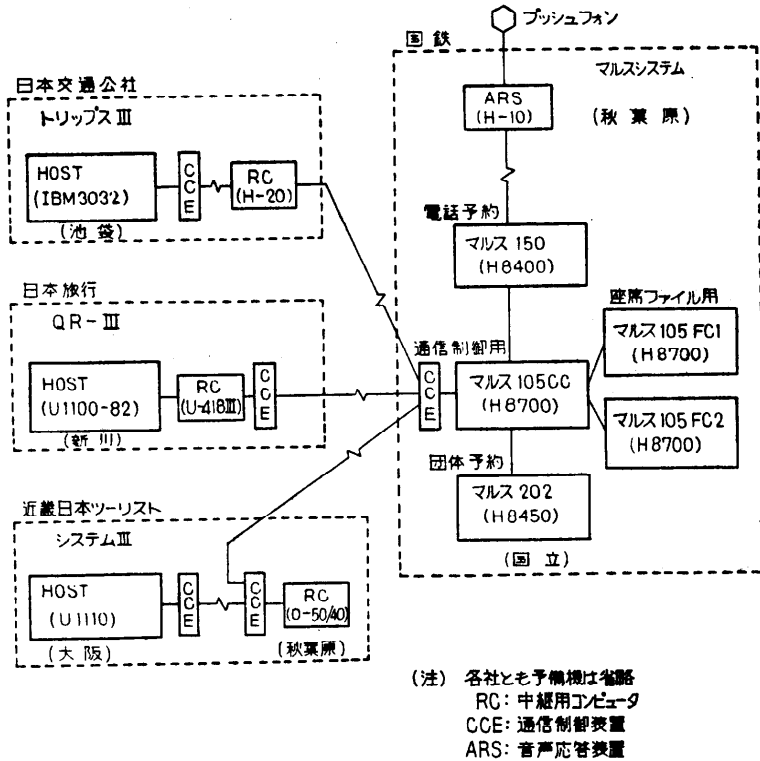 プッシュフォン
国鉄
マルスシステム
(秋葉原)
ARS
(H-10)
電話予約
マルス 150
(H8400)
座席ファイル用
マルス 105 FC1
(H8700)
マルス 105 FC2
(H8700)
通信制御用
CCE
マルス 105CC
(H8700)
団体予約
マルス 202
(H8450)
(国立)
日本交通公社
トリップス III
HOST
(IBM3032)
CCE
RC
(H-20)
(池袋)
日本旅行
QR-III
HOST
(U1100-82)
RC
(U-418III)
CCE
(新川)
近畿日本ツーリスト
システムIII
HOST
(U1110)
CCE
CCE
RC
(O-50/40)
(大阪)
(秋葉原)
(注) 各社とも予備機は省略
RC: 中継用コンピュータ
CCE: 通信制御装置
ARS: 音声応答装置